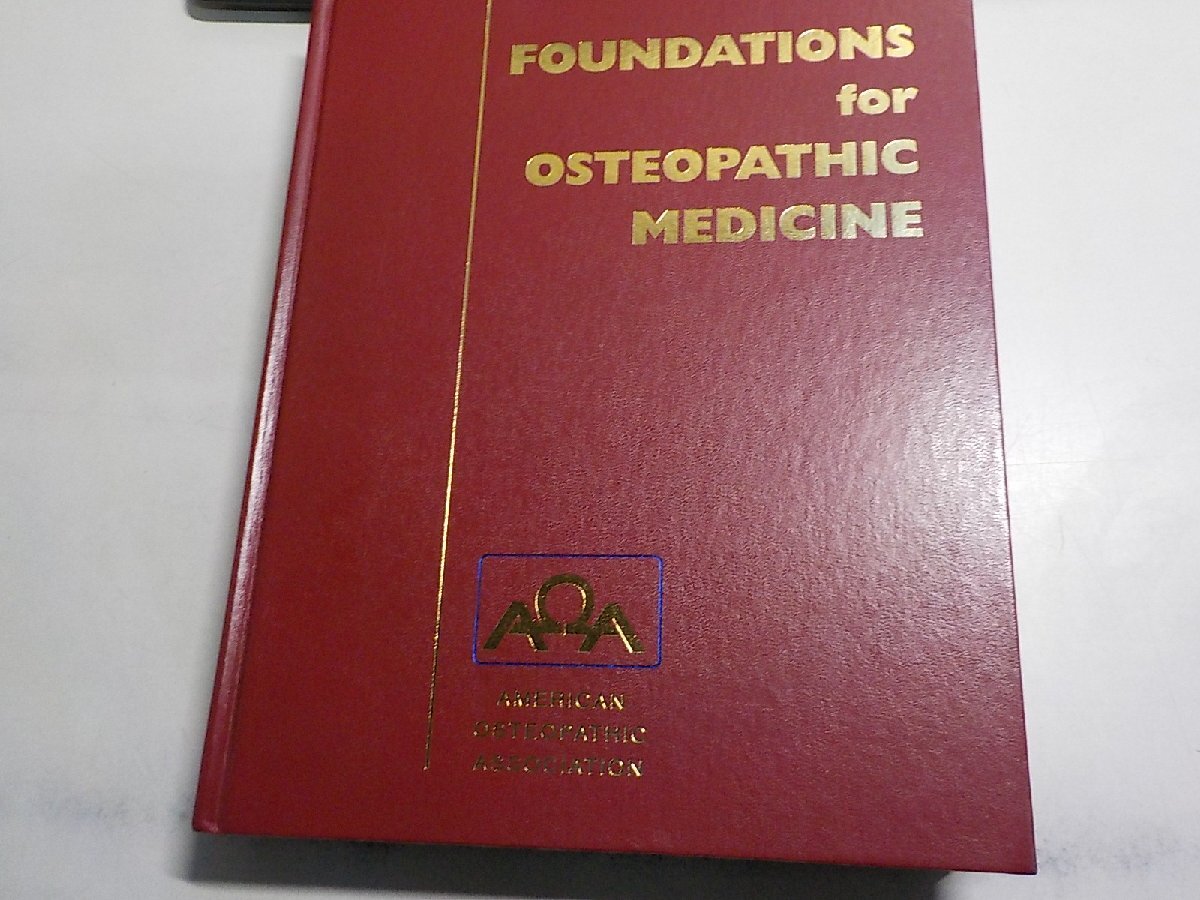 FOUNDATIONS
for
OSTEOPATHIC
MEDICINE
AΩA
AMERICAN
OSTEOPATHIC
ASSOCIATION